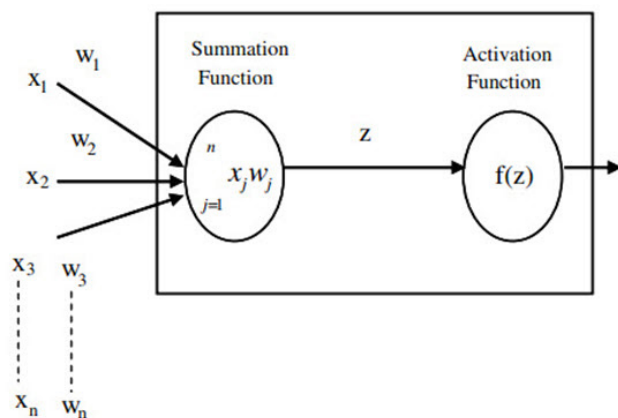 w1
Summation
Function
Activation
Function
x1
w2
z
n
xjwj
j=1
f(z)
x2
x3
w3
xn
wn